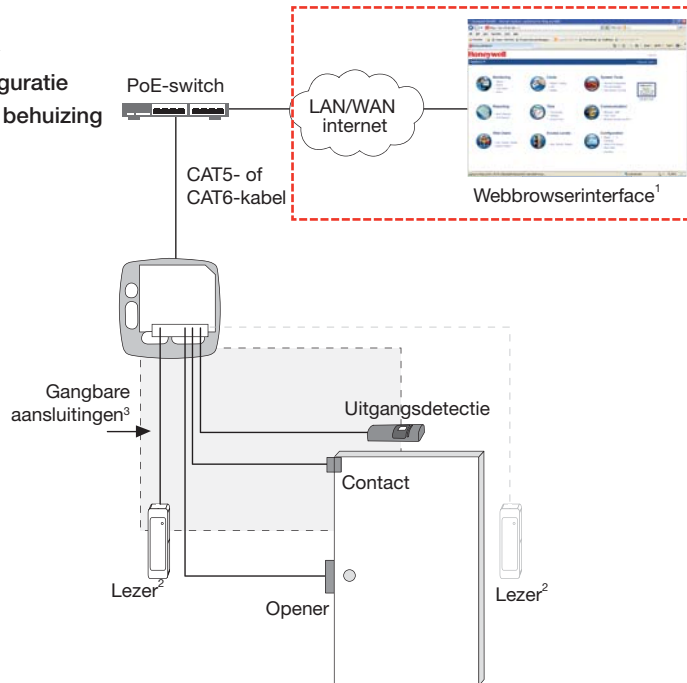 guratie
behuizing
PoE-switch
LAN/WAN
internet
Honeywell
Webbrowserinterface¹
CAT5- of
CAT6-kabel
Gangbare
aansluitingen³
Uitgangsdetectie
Contact
Lezer²
Opener
Lezer²